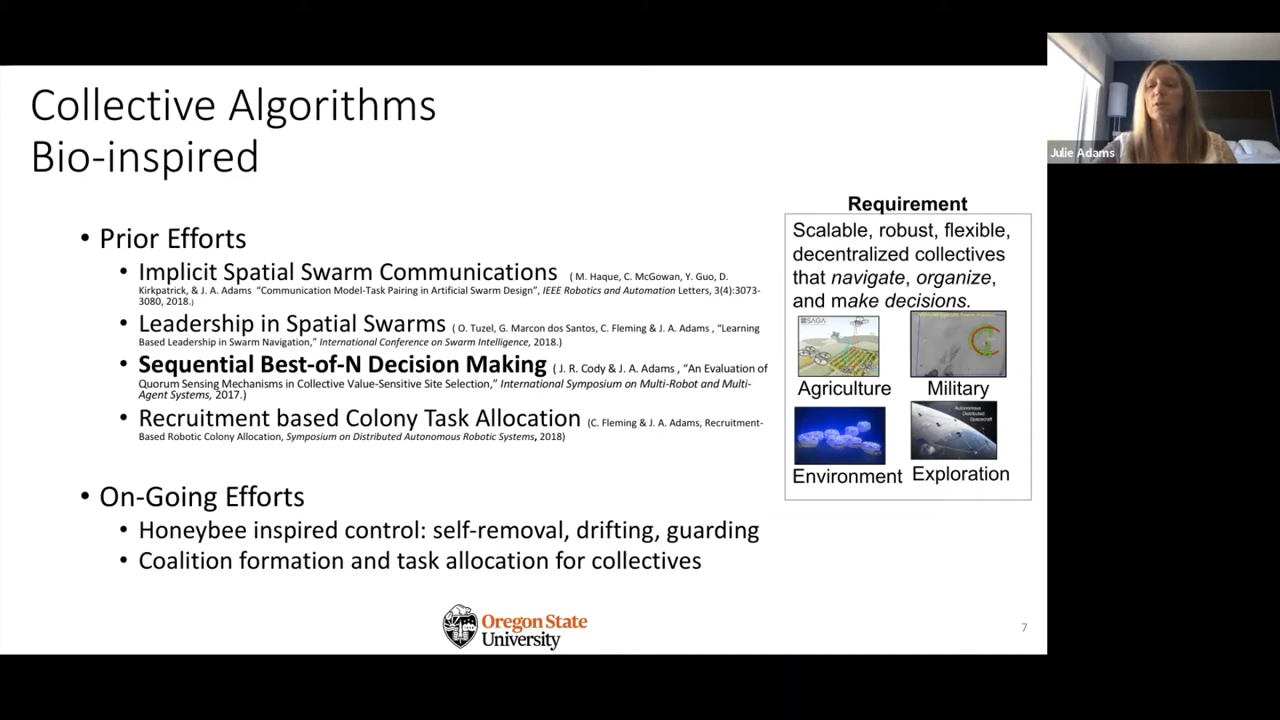 Collective Algorithms
Bio-inspired
• Prior Efforts
• Implicit Spatial Swarm Communications ( M. Haque, C. McGowan, Y. Guo, D.
Kirkpatrick, & J. A. Adams “Communication Model-Task Pairing in Artificial Swarm Design”, IEEE Robotics and Automation Letters, 3(4):3073-
3080, 2018.)
• Leadership in Spatial Swarms ( O. Tuzel, G. Marcon dos Santos, C. Fleming & J. A. Adams , “Learning
Based Leadership in Swarm Navigation,” International Conference on Swarm Intelligence, 2018.)
• Sequential Best-of-N Decision Making ( J. R. Cody & J. A. Adams , “An Evaluation of
Quorum Sensing Mechanisms in Collective Value-Sensitive Site Selection,” International Symposium on Multi-Robot and Multi-
Agent Systems, 2017.)
• Recruitment based Colony Task Allocation (C. Fleming & J. A. Adams, Recruitment-
Based Robotic Colony Allocation, Symposium on Distributed Autonomous Robotic Systems, 2018)
• On-Going Efforts
• Honeybee inspired control: self-removal, drifting, guarding
• Coalition formation and task allocation for collectives
Requirement
Scalable, robust, flexible,
decentralized collectives
that navigate, organize,
and make decisions.
SAGA
Agriculture
Military
Autonomous
Distributed
Spacecraft
Environment
Exploration
Oregon State
University
7
Julie Adams